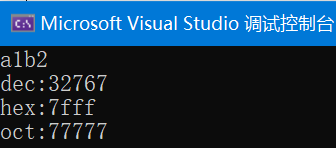 Microsoft Visual Studio 调试控制台
a1b2
dec:32767
hex:7fff
oct:77777